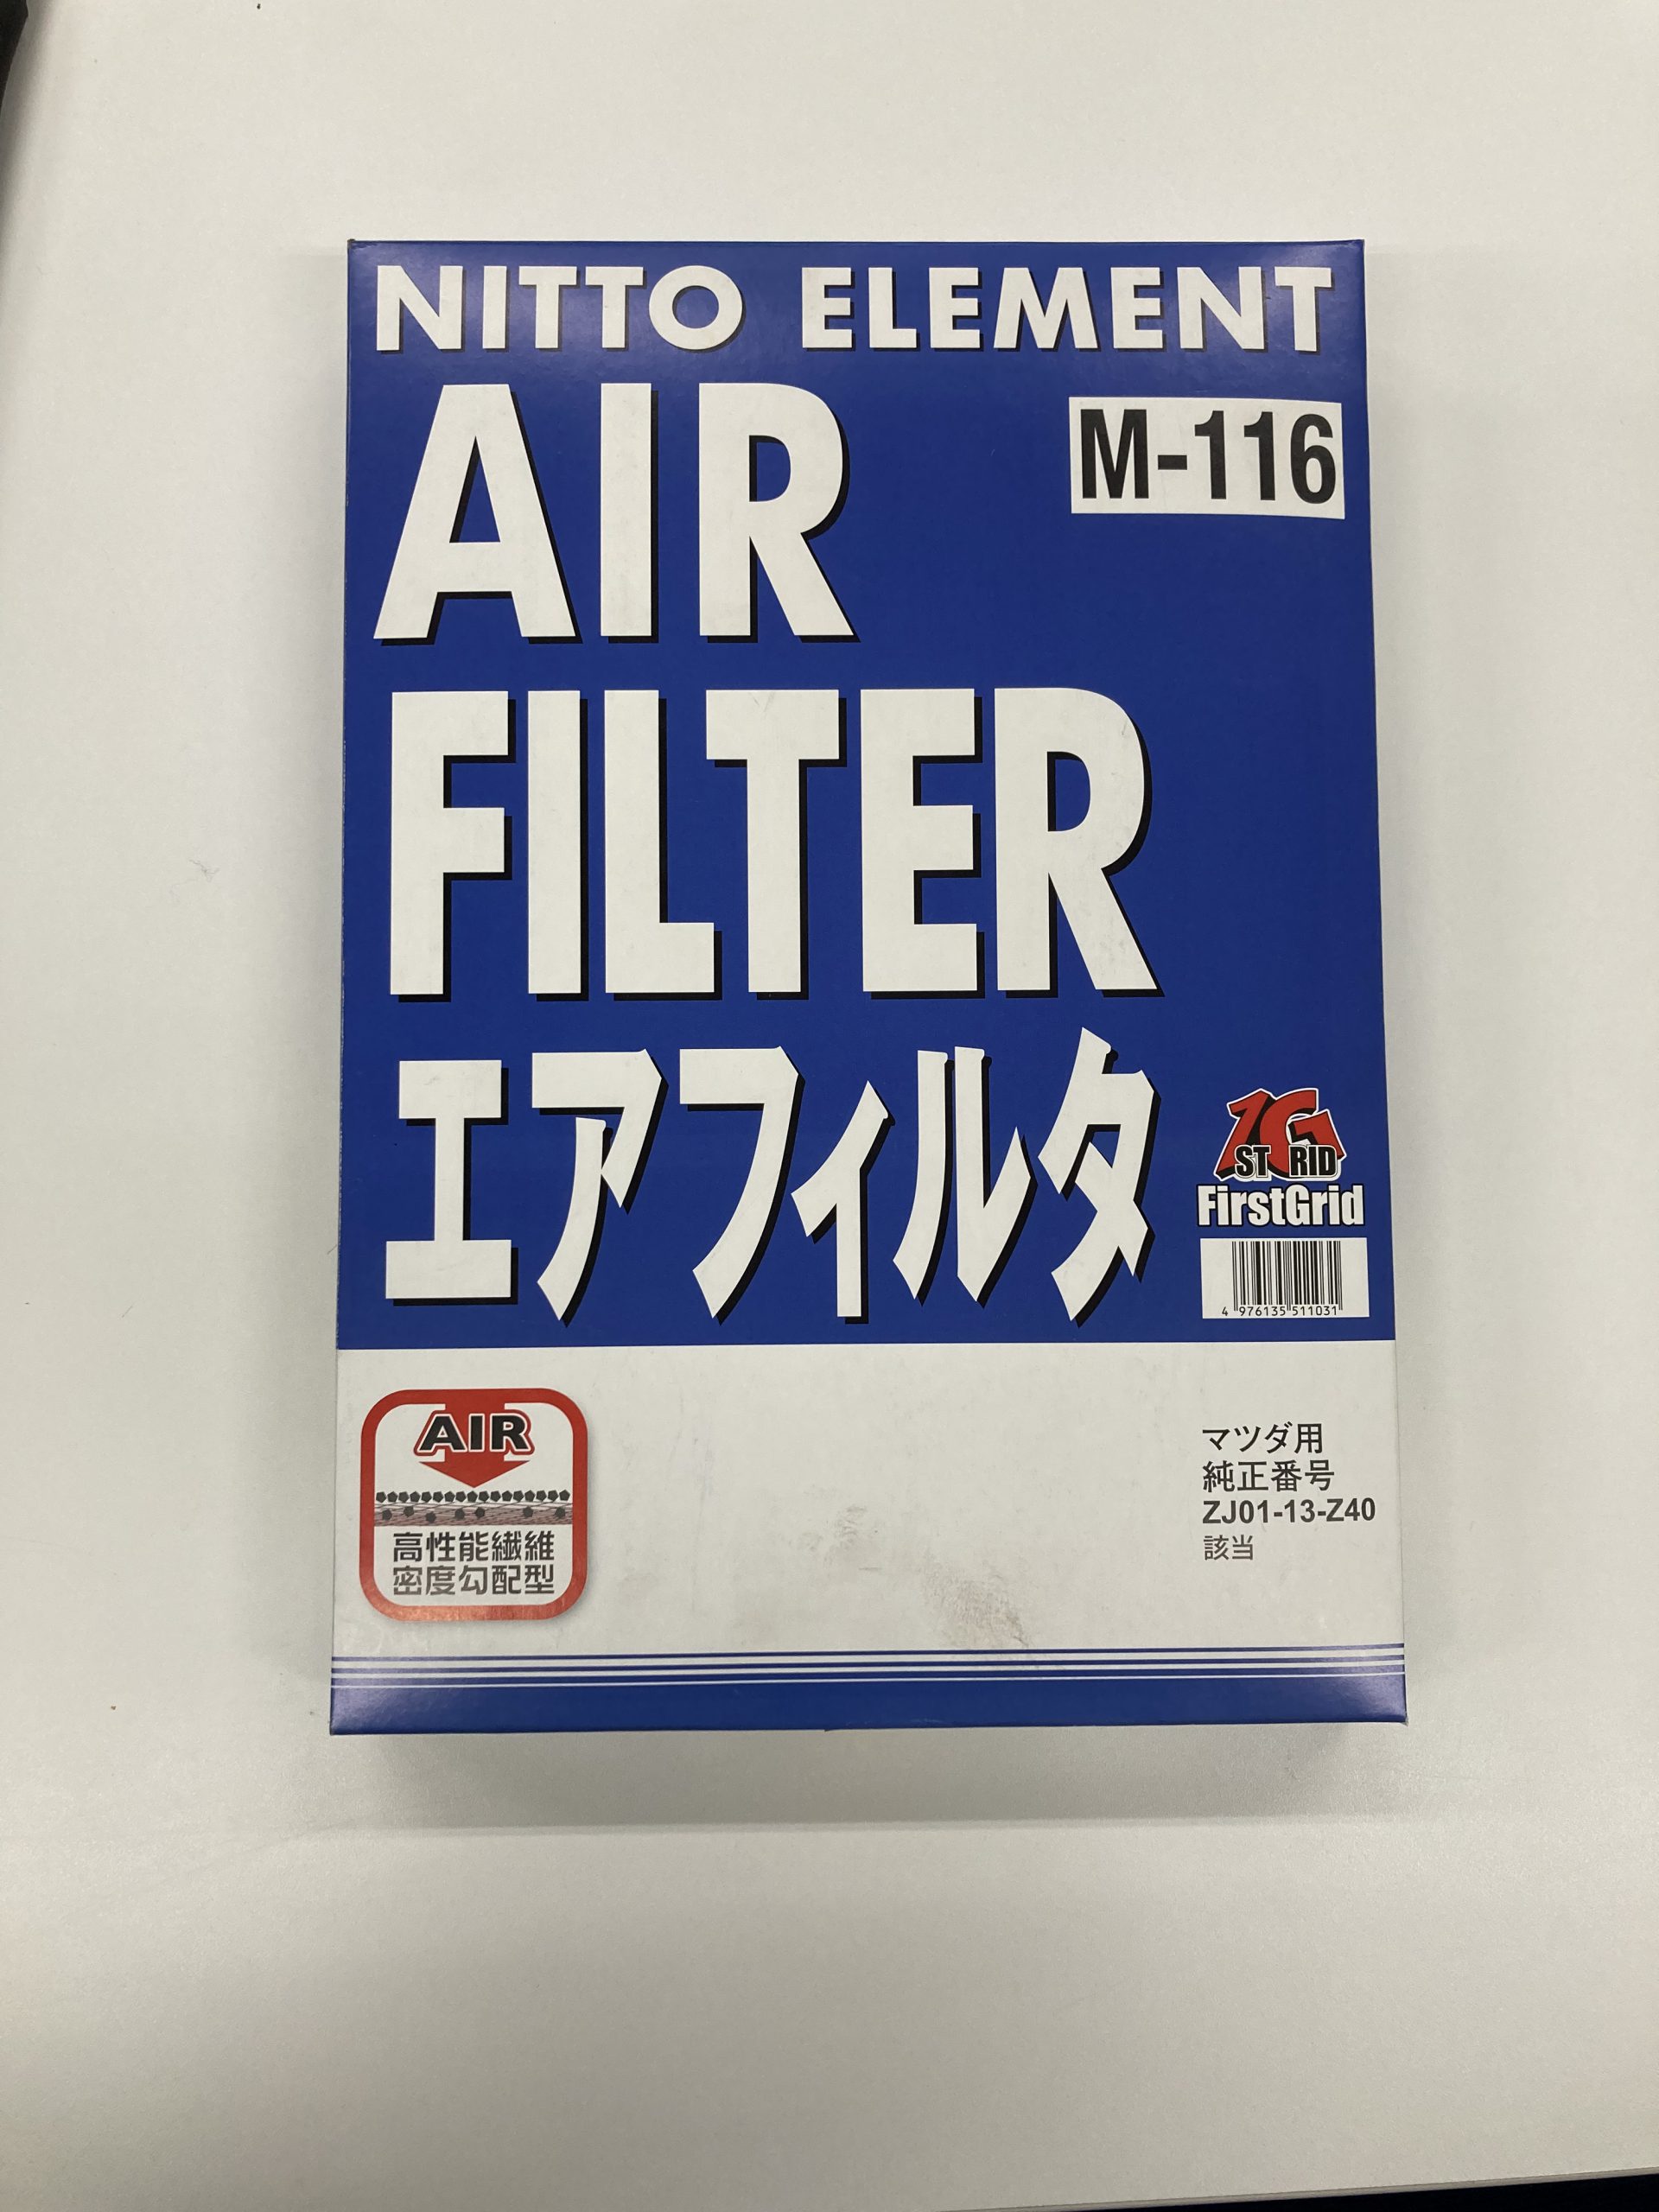 NITTO ELEMENT
AIR
M-116
FILTER
エアフィルタ
1G
ST RID
FirstGrid
4 976135 511031
AIR
高性能繊維
密度勾配型
マツダ用
純正番号
ZJ01-13-Z40
該当